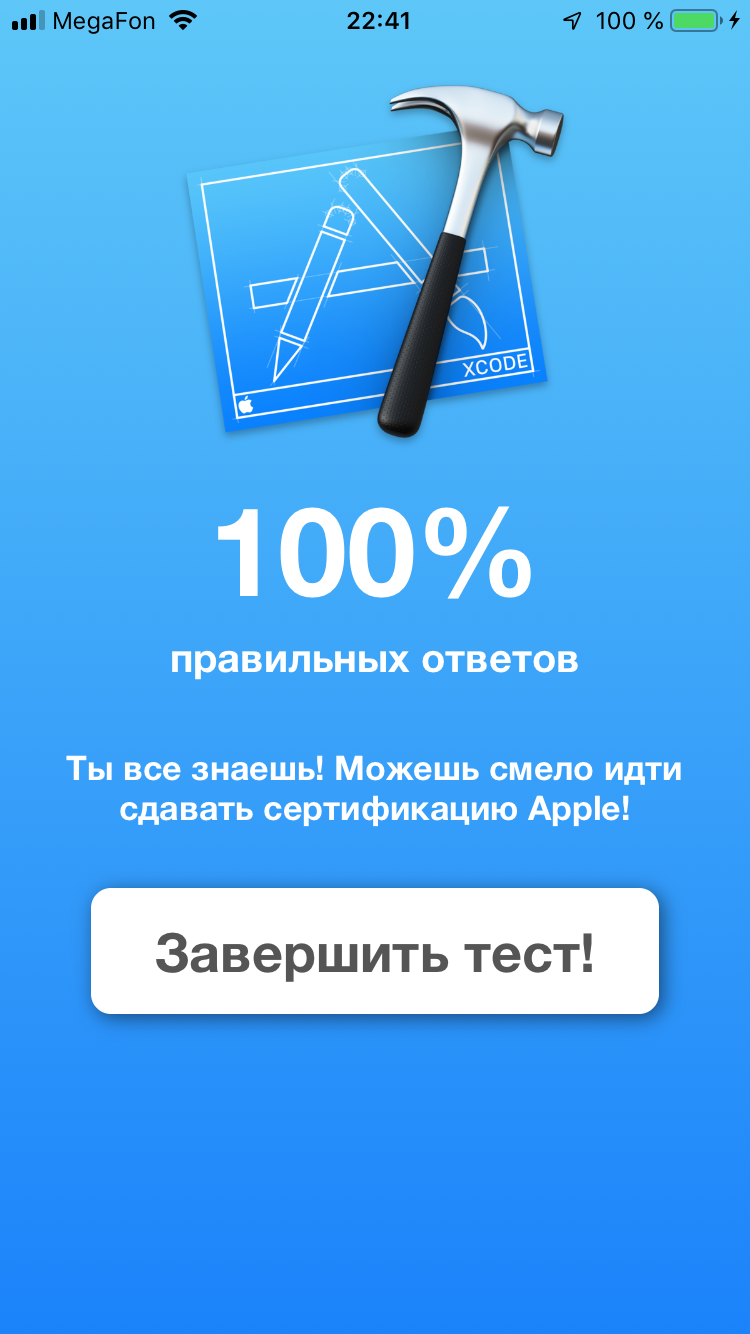 MegaFon 22:41 100 %
XCODE
100%
правильных ответов
Ты все знаешь! Можешь смело идти
сдавать сертификацию Apple!
Завершить тест!